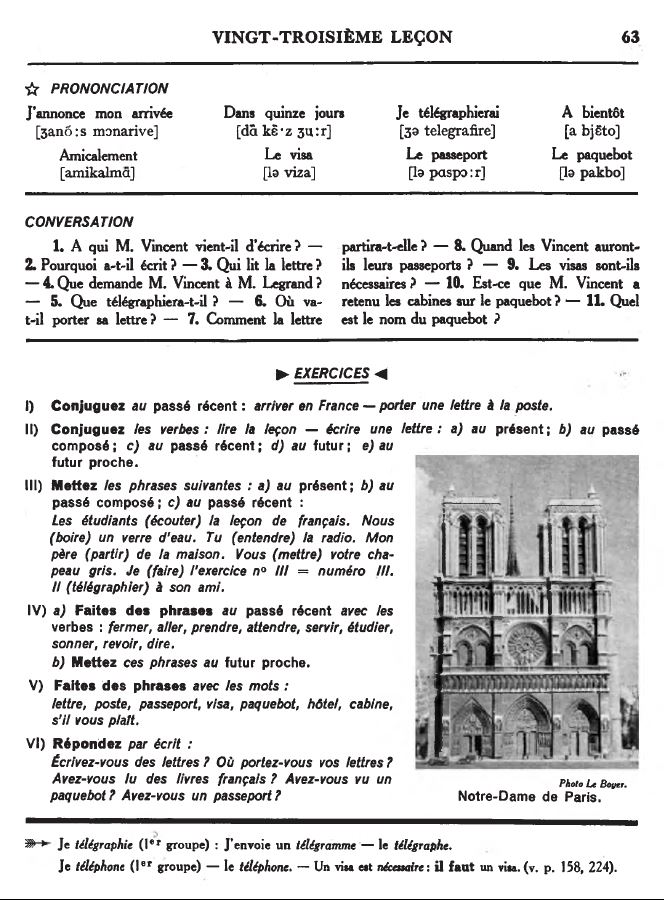 VINGT-TROISIÈME LEÇON 63
☆ PRONONCIATION
J'annonce mon arrivée Dans quinze jours Je télégraphierai A bientôt
[ʒanɔ̃:s mɔnarive] [dɑ̃ kɛ̃·z ʒu:r] [ʒə telegrafire] [a bjɛ̃to]
Amicalement Le visa Le passeport Le paquebot
[amikalmɑ̃] [lə viza] [lə pɑspɔ:r] [lə pakbo]
CONVERSATION
1. A qui M. Vincent vient-il d'écrire ? —
2. Pourquoi a-t-il écrit ? — 3. Qui lit la lettre ?
— 4. Que demande M. Vincent à M. Legrand ?
— 5. Que télégraphiera-t-il ? — 6. Où va-
t-il porter sa lettre ? — 7. Comment la lettre
partira-t-elle ? — 8. Quand les Vincent auront-
ils leurs passeports ? — 9. Les visas sont-ils
nécessaires ? — 10. Est-ce que M. Vincent a
retenu les cabines sur le paquebot ? — 11. Quel
est le nom du paquebot ?
► EXERCICES ◄
I) Conjuguez au passé récent : arriver en France — porter une lettre à la poste.
II) Conjuguez les verbes : lire la leçon — écrire une lettre : a) au présent ; b) au passé
composé ; c) au passé récent ; d) au futur ; e) au
futur proche.
III) Mettez les phrases suivantes : a) au présent ; b) au
passé composé ; c) au passé récent :
Les étudiants (écouter) la leçon de français. Nous
(boire) un verre d'eau. Tu (entendre) la radio. Mon
père (partir) de la maison. Vous (mettre) votre cha-
peau gris. Je (faire) l'exercice nº III = numéro III.
Il (télégraphier) à son ami.
IV) a) Faites des phrases au passé récent avec les
verbes : fermer, aller, prendre, attendre, servir, étudier,
sonner, revoir, dire.
b) Mettez ces phrases au futur proche.
V) Faites des phrases avec les mots :
lettre, poste, passeport, visa, paquebot, hôtel, cabine,
s'il vous plaît.
VI) Répondez par écrit :
Écrivez-vous des lettres ? Où portez-vous vos lettres ?
Avez-vous lu des livres français ? Avez-vous vu un
paquebot ? Avez-vous un passeport ?
Photo Le Boyer.
Notre-Dame de Paris.
➳ Je télégraphie (1er groupe) : J'envoie un télégramme — le télégraphe.
Je téléphone (1er groupe) — le téléphone. — Un visa est nécessaire : il faut un visa. (v. p. 158, 224).